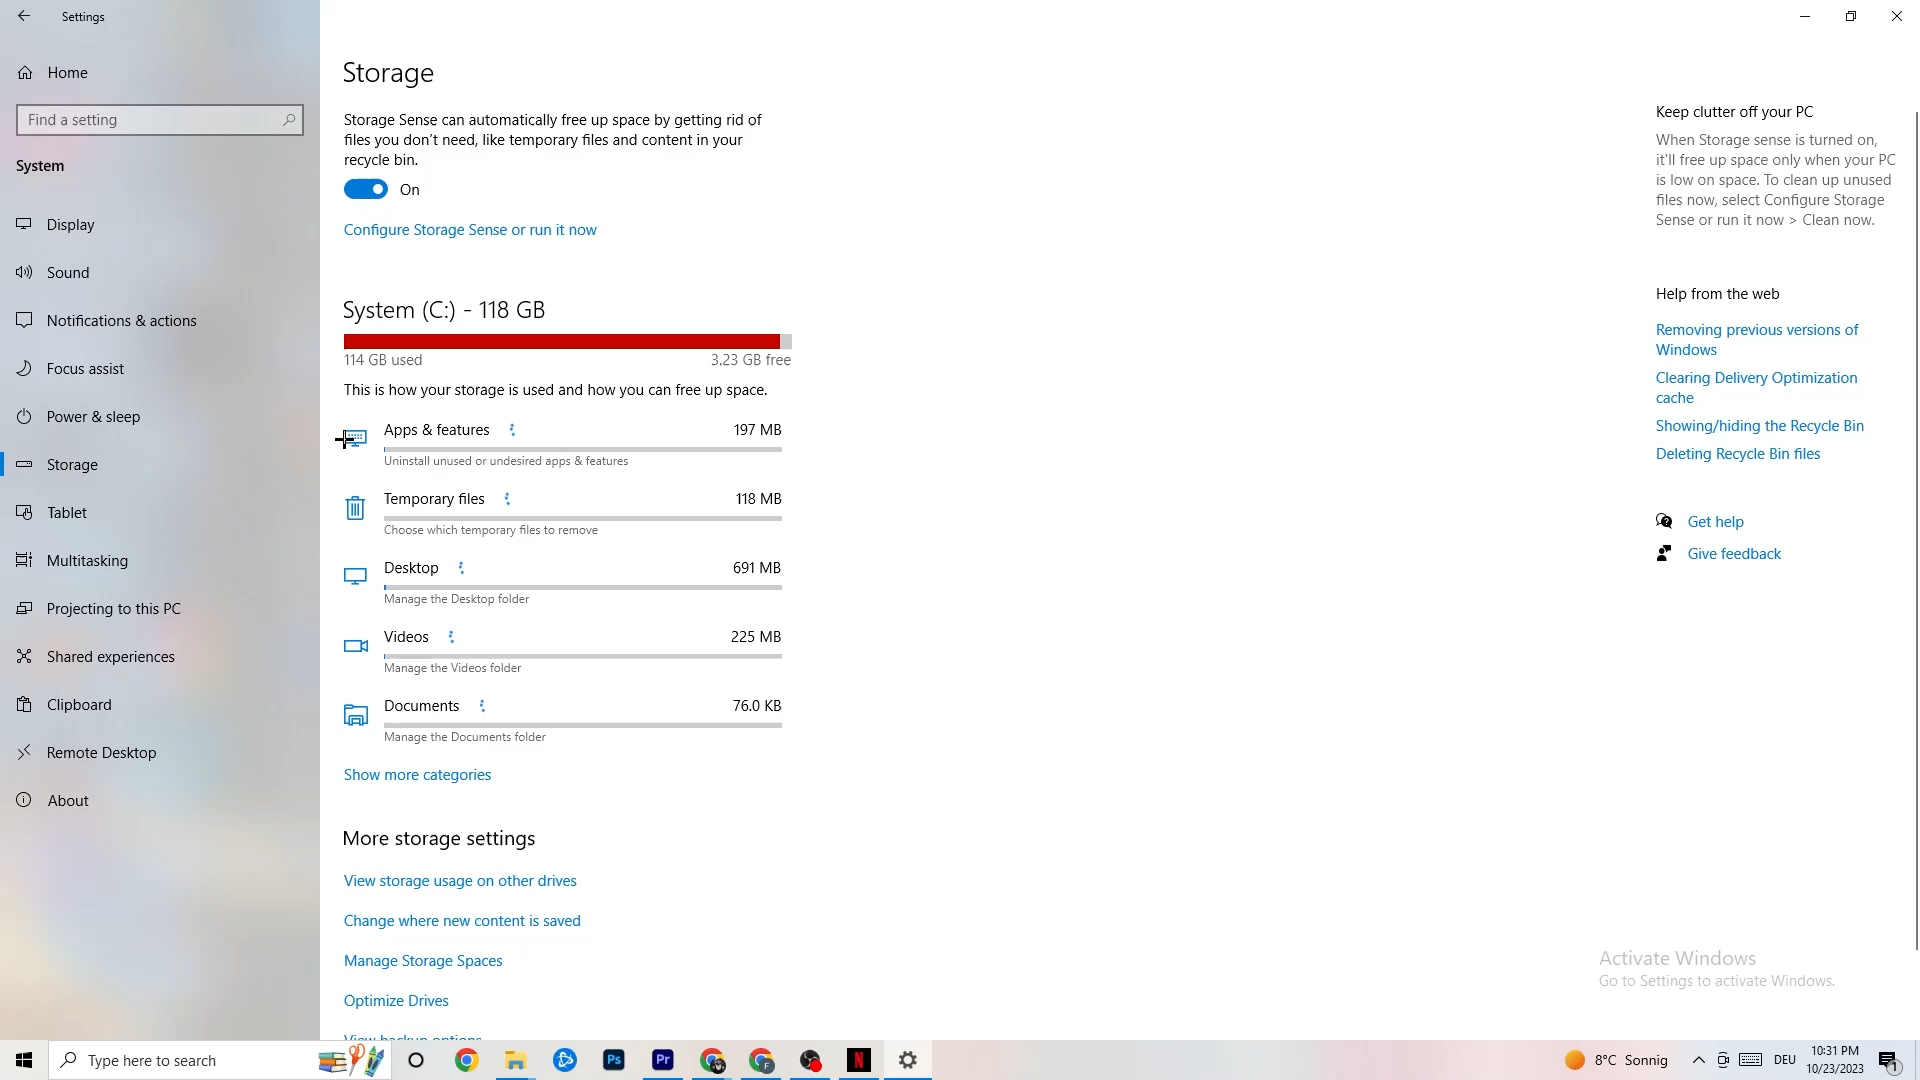 Settings
Home
Find a setting
System
Display
Sound
Notifications & actions
Focus assist
Power & sleep
Storage
Tablet
Multitasking
Projecting to this PC
Shared experiences
Clipboard
Remote Desktop
About
Storage
Storage Sense can automatically free up space by getting rid of
files you don't need, like temporary files and content in your
recycle bin.
On
Configure Storage Sense or run it now
System (C:) - 118 GB
114 GB used 3.23 GB free
This is how your storage is used and how you can free up space.
Apps & features 197 MB
Uninstall unused or undesired apps & features
Temporary files 118 MB
Choose which temporary files to remove
Desktop 691 MB
Manage the Desktop folder
Videos 225 MB
Manage the Videos folder
Documents 76.0 KB
Manage the Documents folder
Show more categories
More storage settings
View storage usage on other drives
Change where new content is saved
Manage Storage Spaces
Optimize Drives
View backup options
Keep clutter off your PC
When Storage sense is turned on,
it'll free up space only when your PC
is low on space. To clean up unused
files now, select Configure Storage
Sense or run it now > Clean now.
Help from the web
Removing previous versions of
Windows
Clearing Delivery Optimization
cache
Showing/hiding the Recycle Bin
Deleting Recycle Bin files
Get help
Give feedback
Activate Windows
Go to Settings to activate Windows.
Type here to search
Ps
Pr
F
N
8°C Sonnig
DEU
10:31 PM
10/23/2023
1